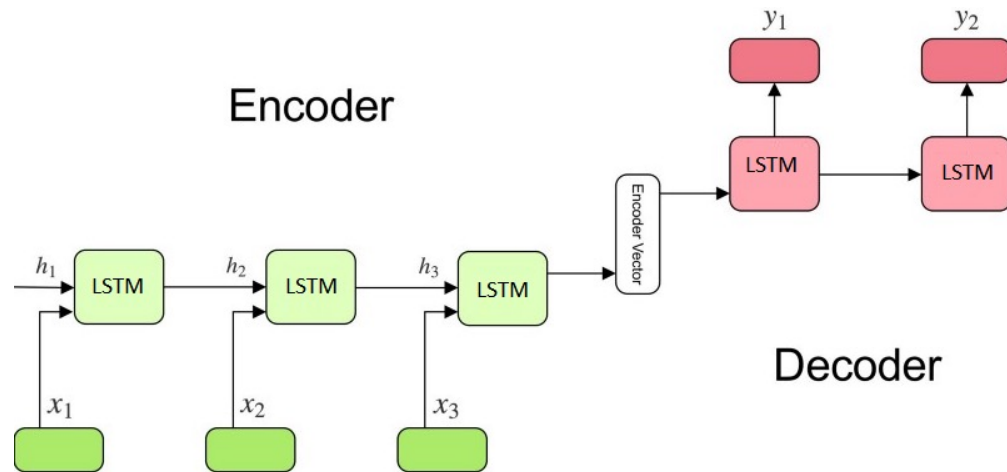 y₁
y₂
Encoder
LSTM
LSTM
Encoder Vector
h₁
LSTM
h₂
LSTM
h₃
LSTM
Decoder
x₁
x₂
x₃